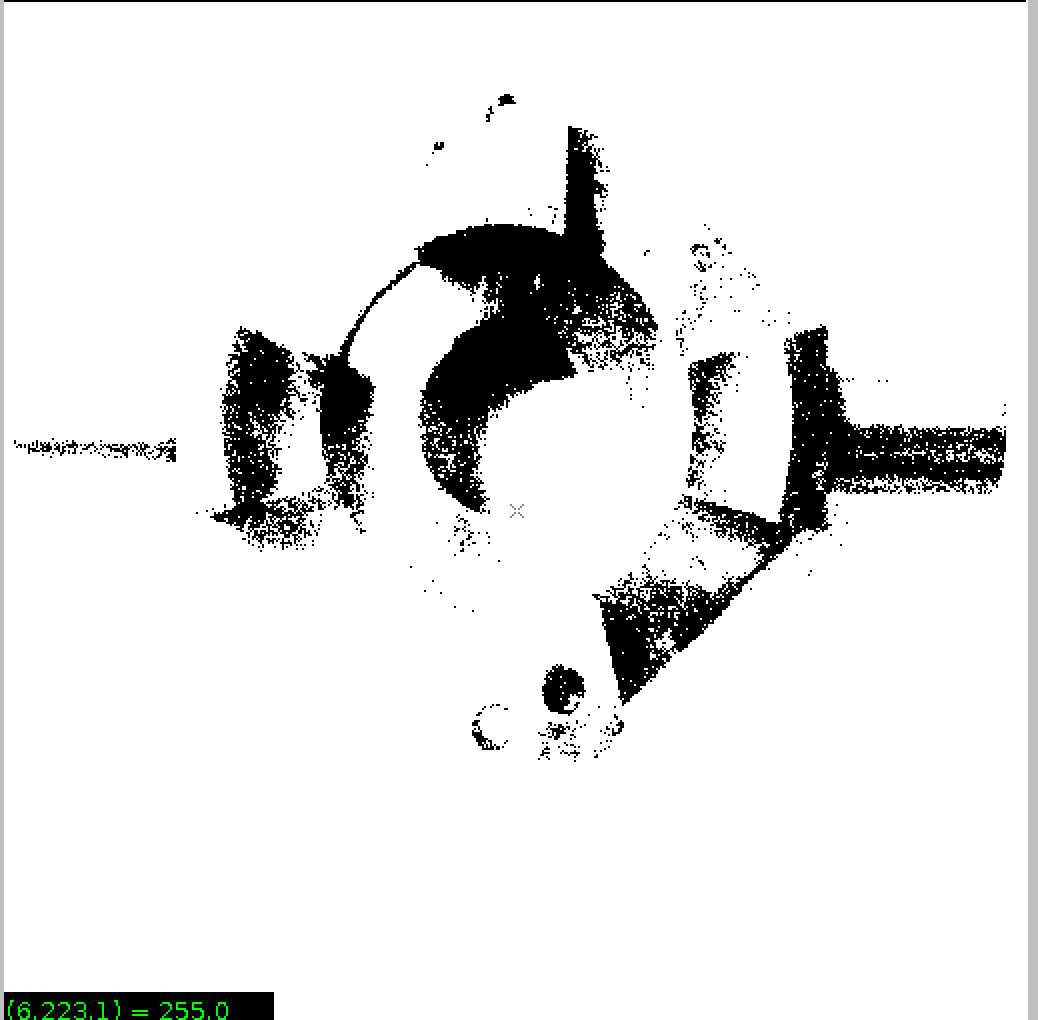 (6,223,1) = 255.0